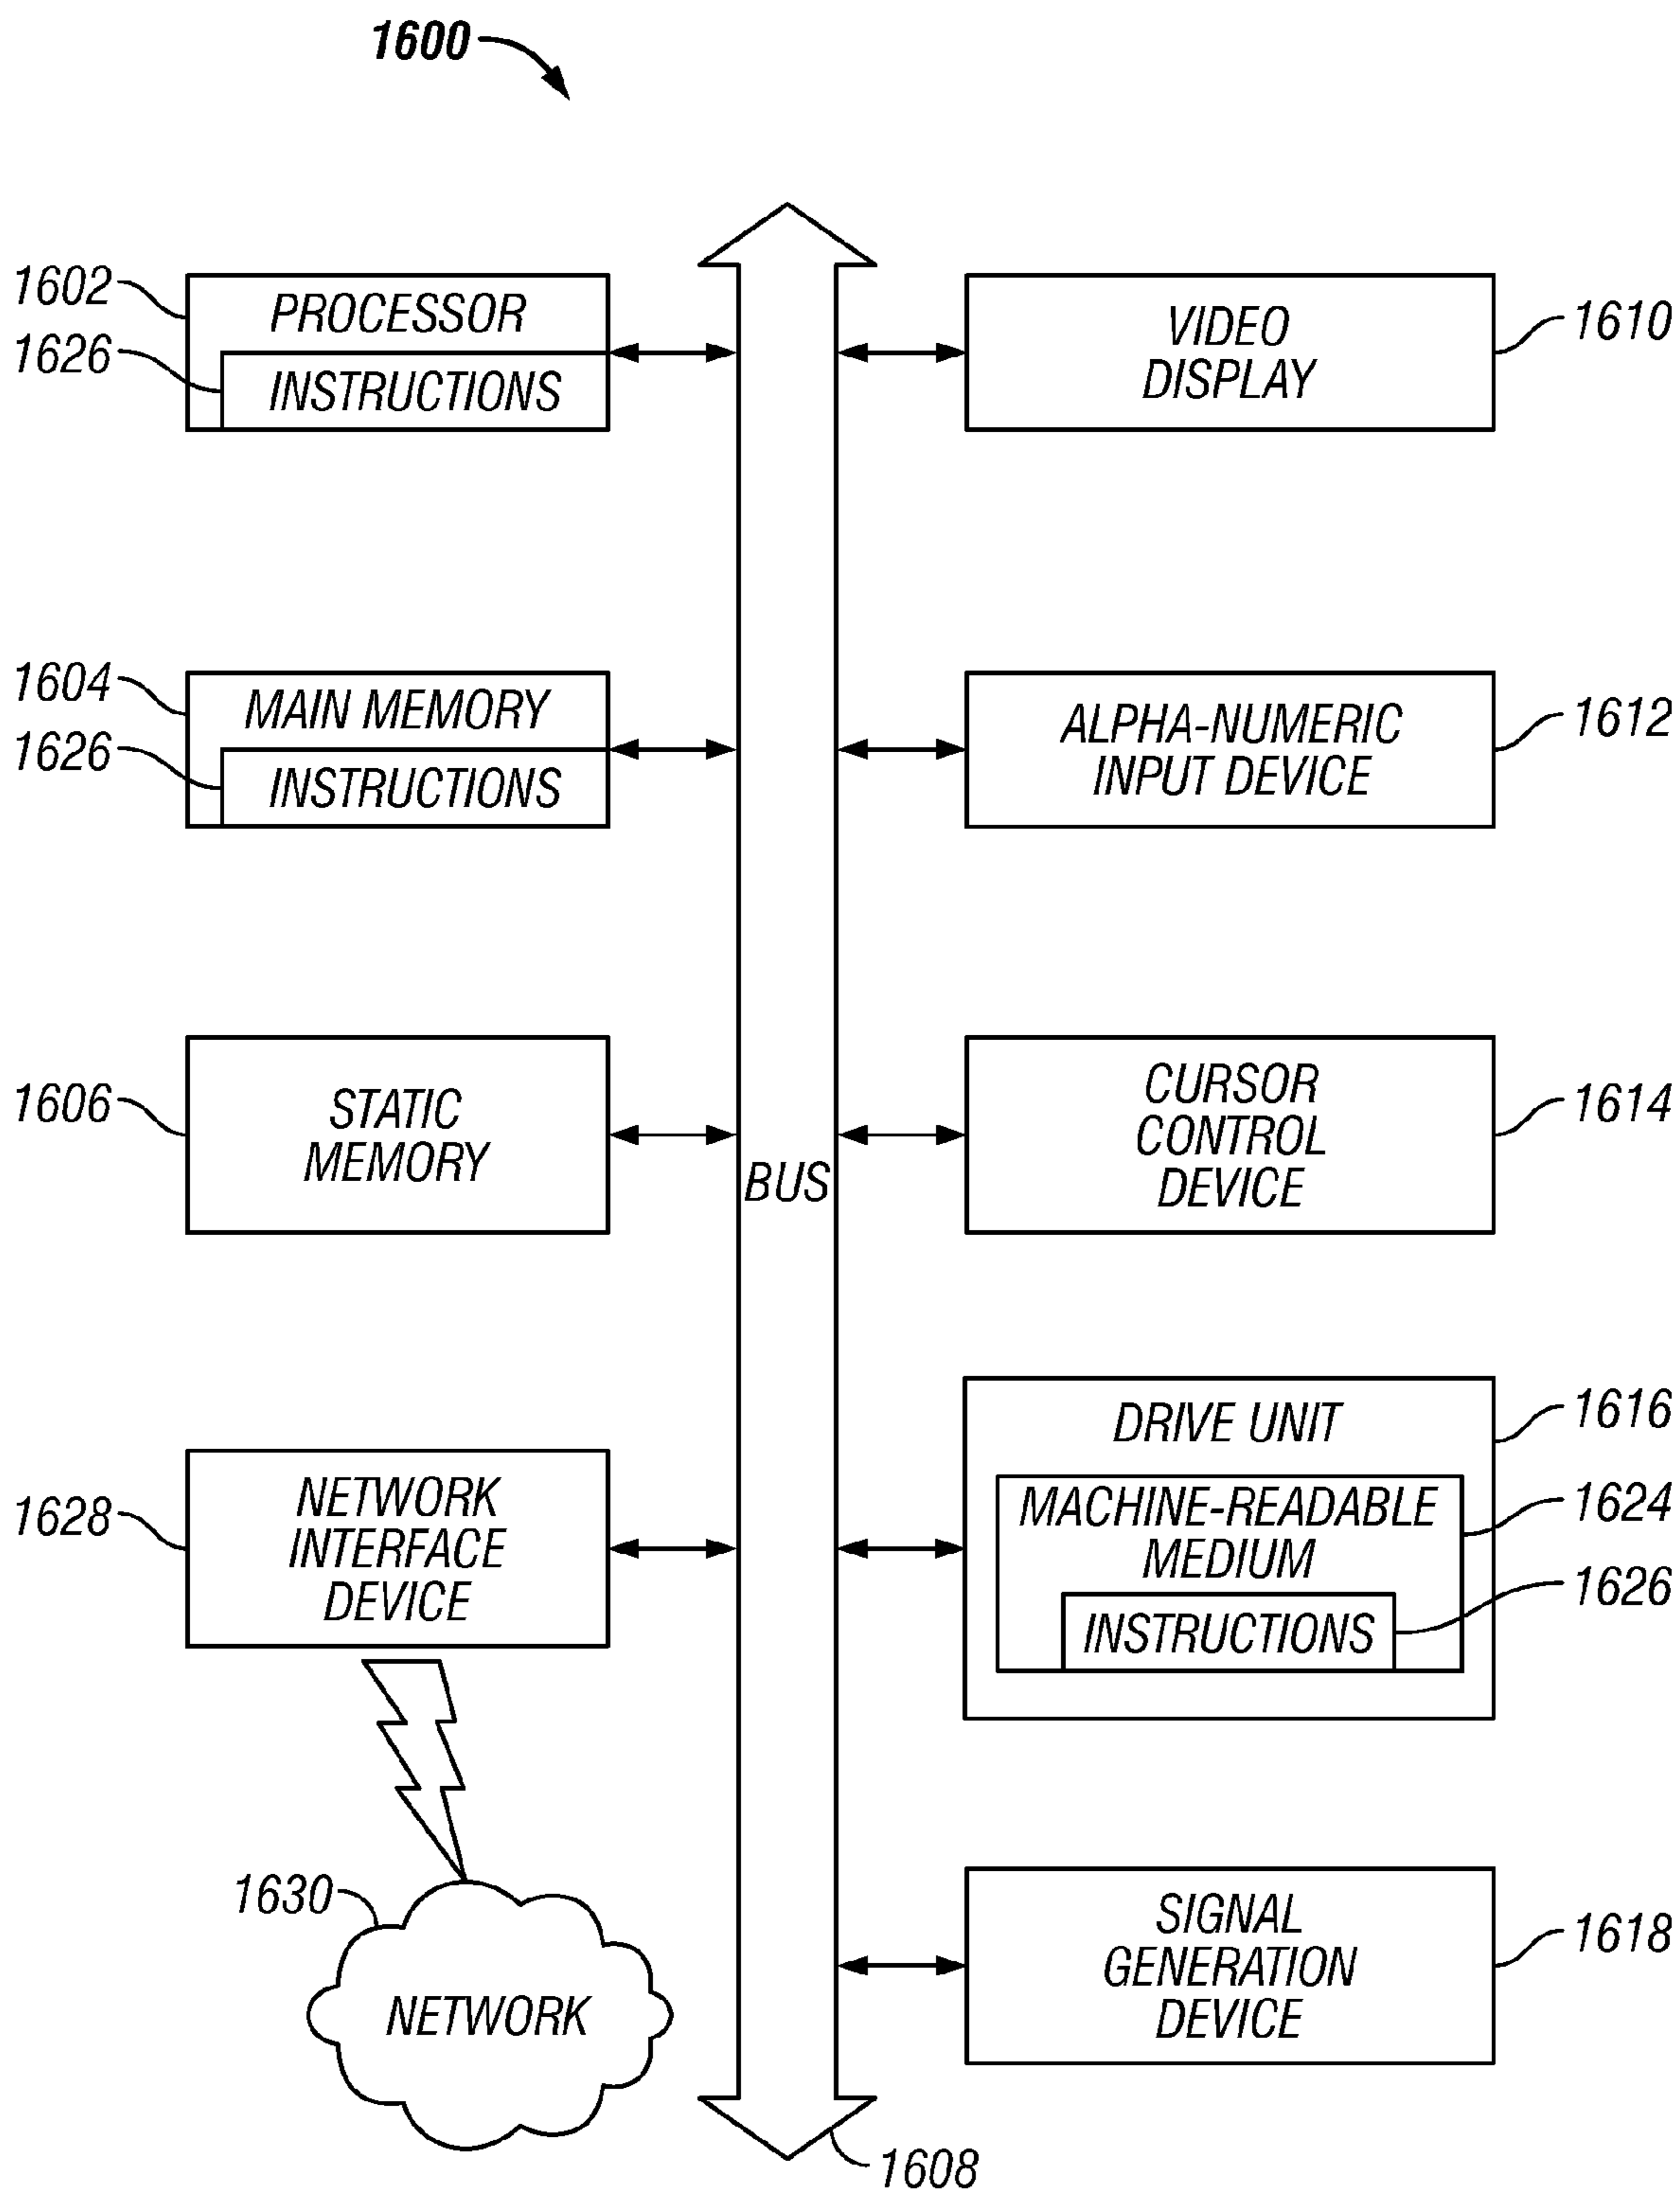 1600
1602
PROCESSOR
1626
INSTRUCTIONS
VIDEO
DISPLAY
1610
1604
MAIN MEMORY
1626
INSTRUCTIONS
ALPHA-NUMERIC
INPUT DEVICE
1612
1606
STATIC
MEMORY
BUS
CURSOR
CONTROL
DEVICE
1614
1628
NETWORK
INTERFACE
DEVICE
DRIVE UNIT
1616
MACHINE-READABLE
MEDIUM
1624
INSTRUCTIONS
1626
1630
NETWORK
SIGNAL
GENERATION
DEVICE
1618
1608